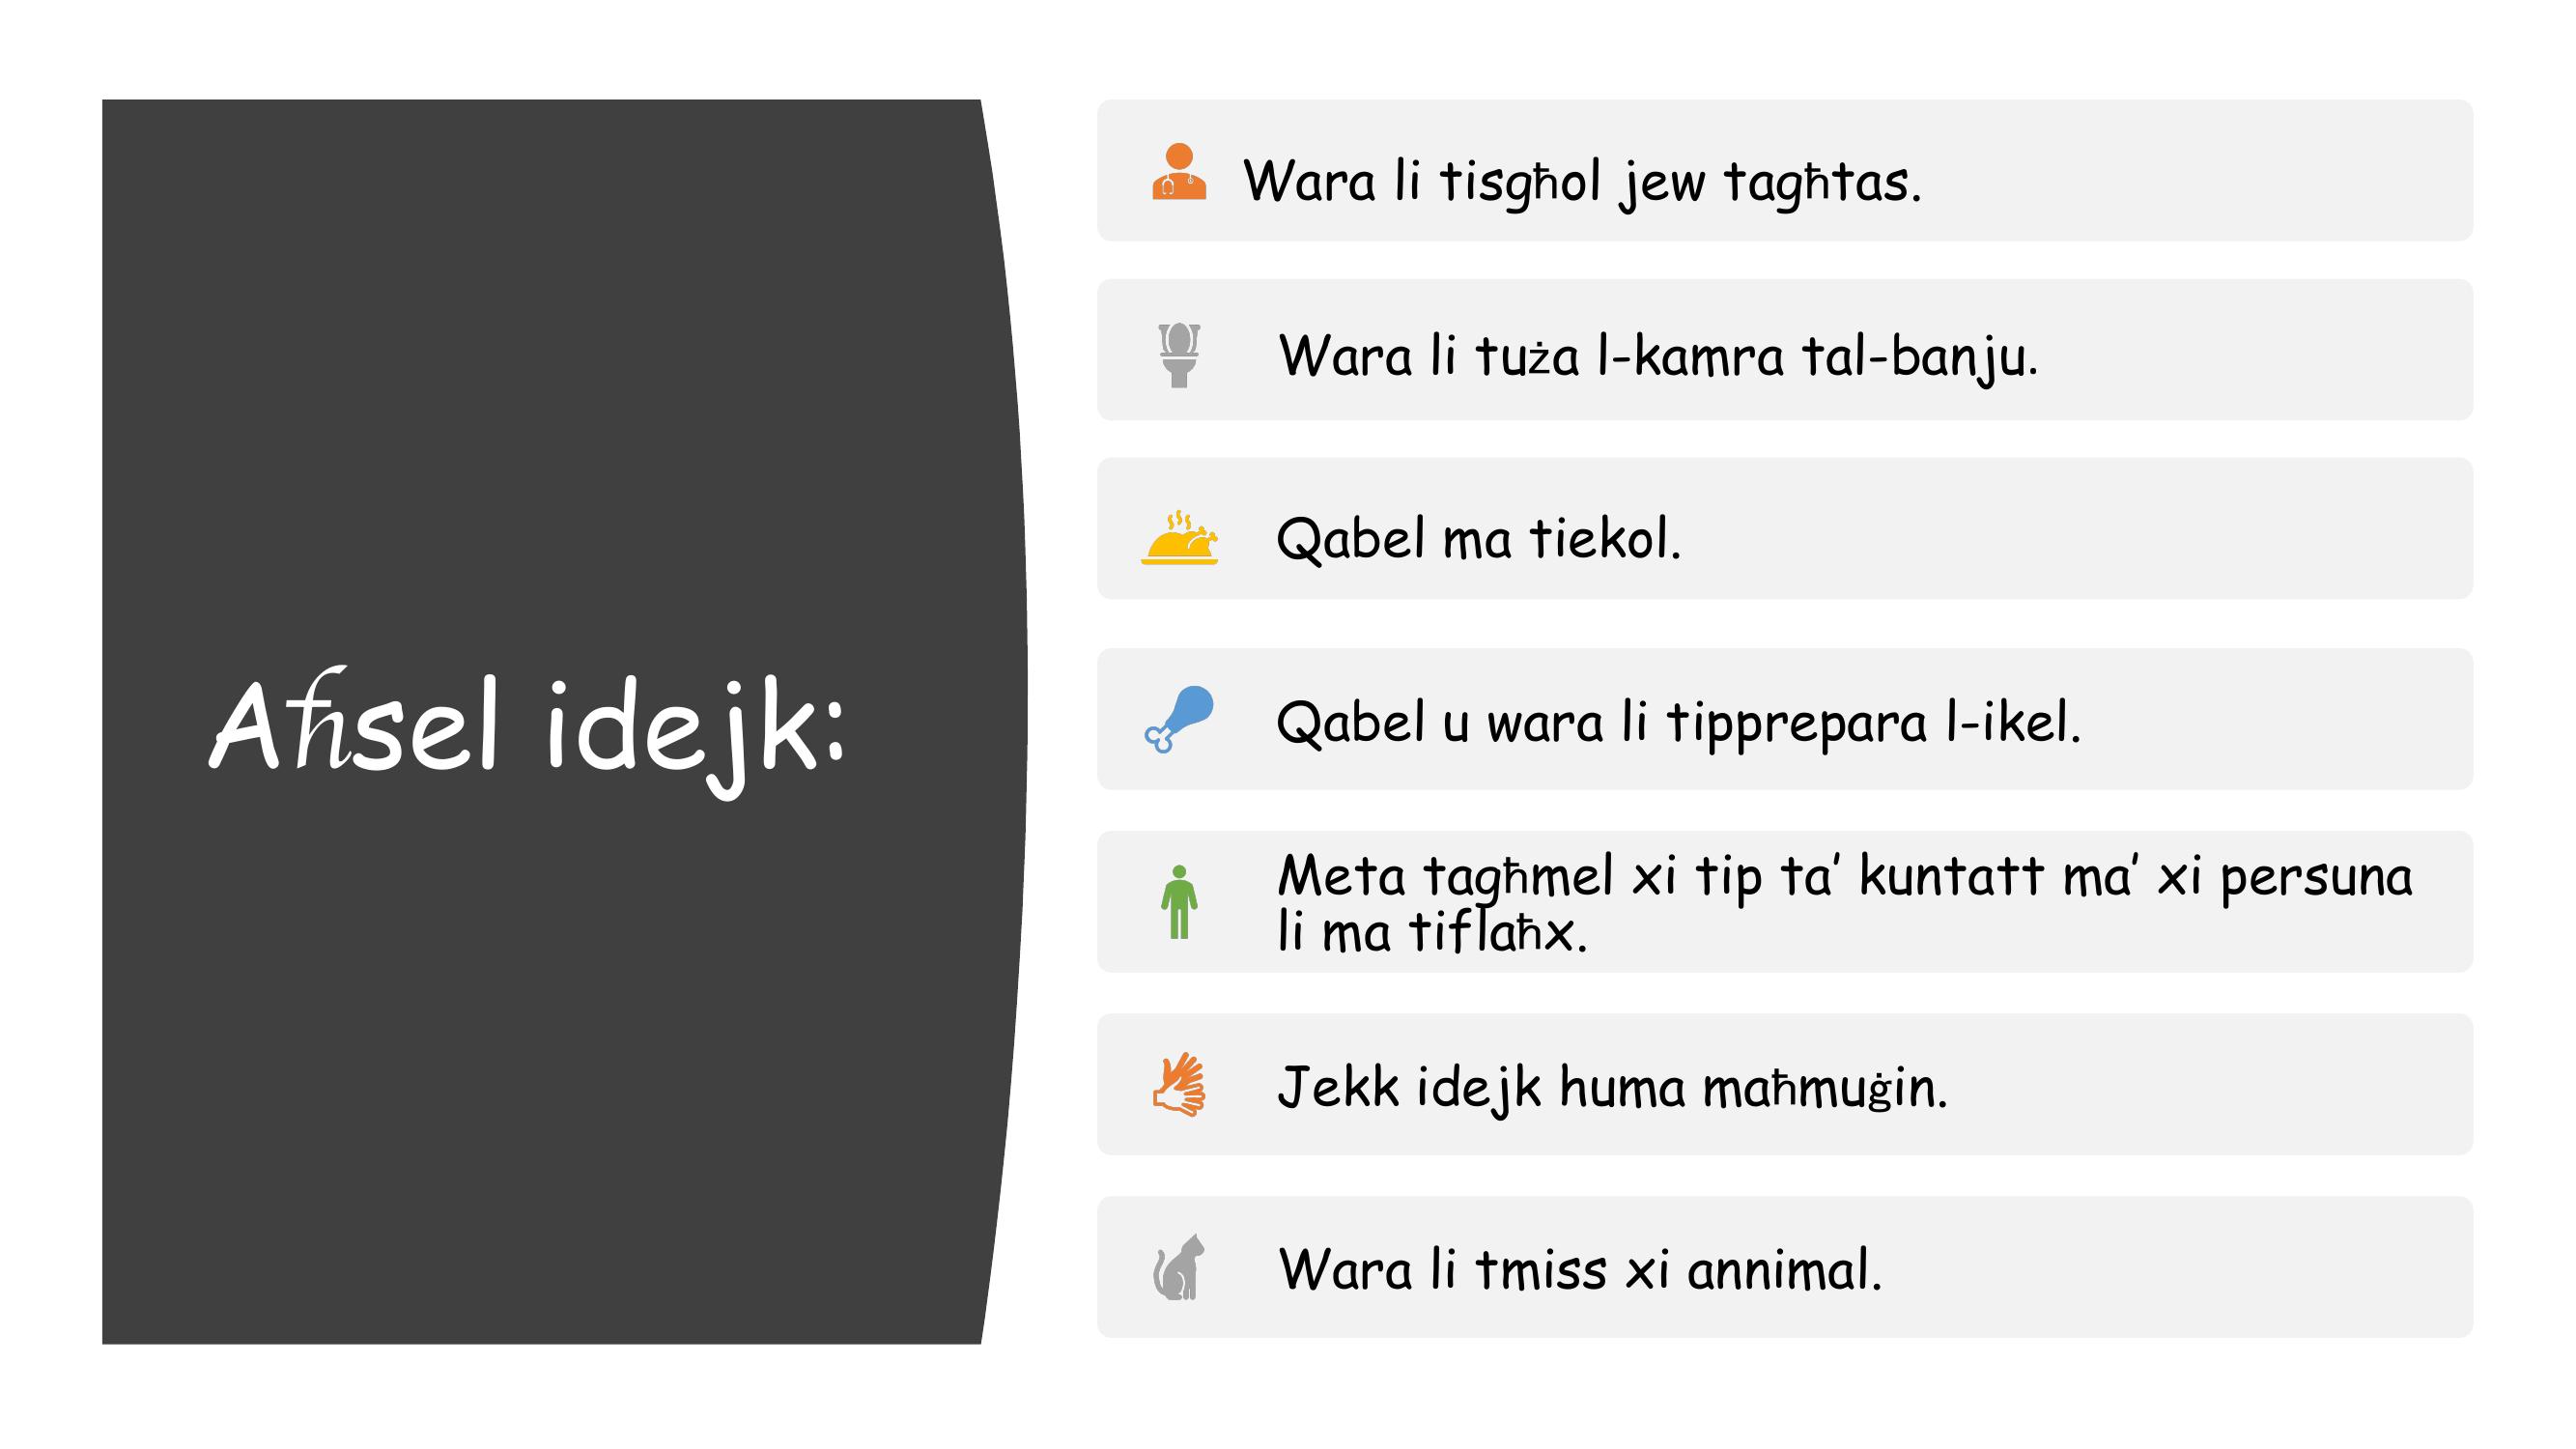 Aħsel idejk:
Wara li tisgħol jew tagħtas.
Wara li tuża l-kamra tal-banju.
Qabel ma tiekol.
Qabel u wara li tipprepara l-ikel.
Meta tagħmel xi tip ta’ kuntatt ma’ xi persuna
li ma tiflaħx.
Jekk idejk huma maħmuġin.
Wara li tmiss xi annimal.